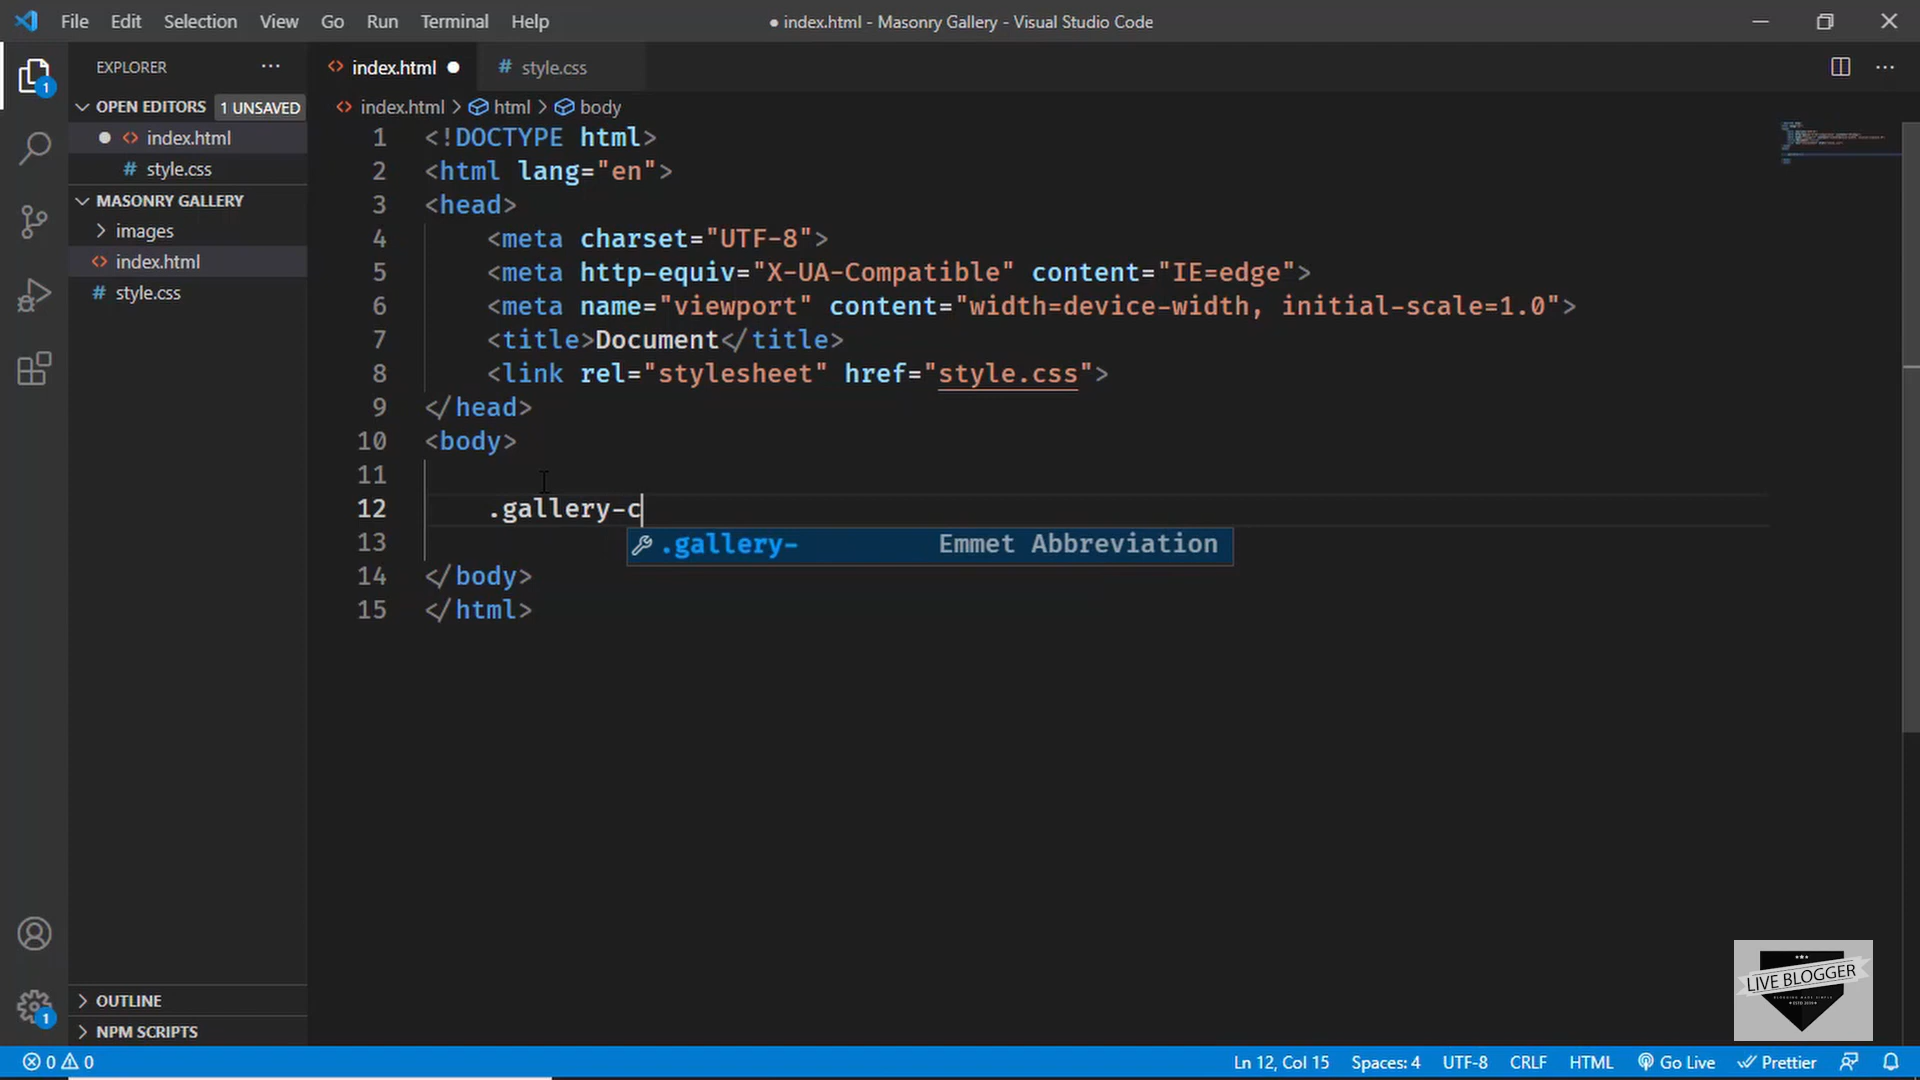 File Edit Selection View Go Run Terminal Help
● index.html - Masonry Gallery - Visual Studio Code
EXPLORER ...
OPEN EDITORS 1 UNSAVED
index.html
style.css
MASONRY GALLERY
images
index.html
style.css
OUTLINE
NPM SCRIPTS
1
1
index.html ● # style.css
index.html > html > body
1 <!DOCTYPE html>
2 <html lang="en">
3 <head>
4 <meta charset="UTF-8">
5 <meta http-equiv="X-UA-Compatible" content="IE=edge">
6 <meta name="viewport" content="width=device-width, initial-scale=1.0">
7 <title>Document</title>
8 <link rel="stylesheet" href="style.css">
9 </head>
10 <body>
11
12 .gallery-c
.gallery- Emmet Abbreviation
13
14 </body>
15 </html>
LIVE BLOGGER
0 0
Ln 12, Col 15 Spaces: 4 UTF-8 CRLF HTML Go Live Prettier